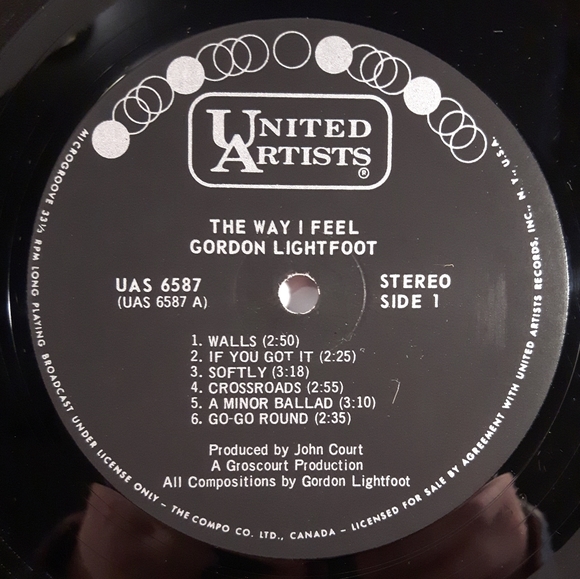 UNITED
ARTISTS®
THE WAY I FEEL
GORDON LIGHTFOOT
UAS 6587
(UAS 6587 A)
STEREO
SIDE 1
1. WALLS (2:50)
2. IF YOU GOT IT (2:25)
3. SOFTLY (3:18)
4. CROSSROADS (2:55)
5. A MINOR BALLAD (3:10)
6. GO-GO ROUND (2:35)
Produced by John Court
A Groscourt Production
All Compositions by Gordon Lightfoot
MICROGROOVE 33⅓ RPM LONG PLAYING BROADCAST UNDER LICENSE ONLY - THE COMPO CO. LTD., CANADA - LICENSED FOR SALE BY AGREEMENT WITH UNITED ARTISTS RECORDS, INC., N. Y., U.S.A.